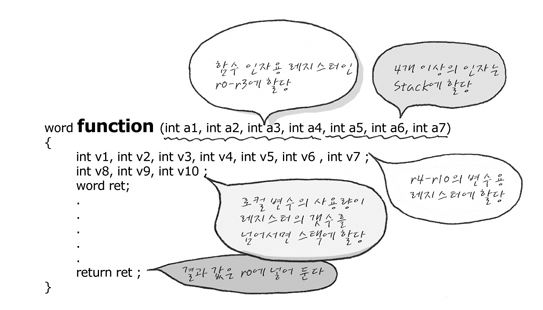 함수 인자용 레지스터인
r0-r3에 할당
4개 이상의 인자는
Stack에 할당
word function (int a1, int a2, int a3, int a4, int a5, int a6, int a7)
{
int v1, int v2, int v3, int v4, int v5, int v6 , int v7 ;
int v8, int v9, int v10 ;
word ret;
r4-r10의 변수용
레지스터에 할당
로컬 변수의 사용량이
레지스터의 갯수를
넘어서면 스택에 할당
.
.
.
.
.
return ret ;
결과 값은 r0에 넣어 둔다
}